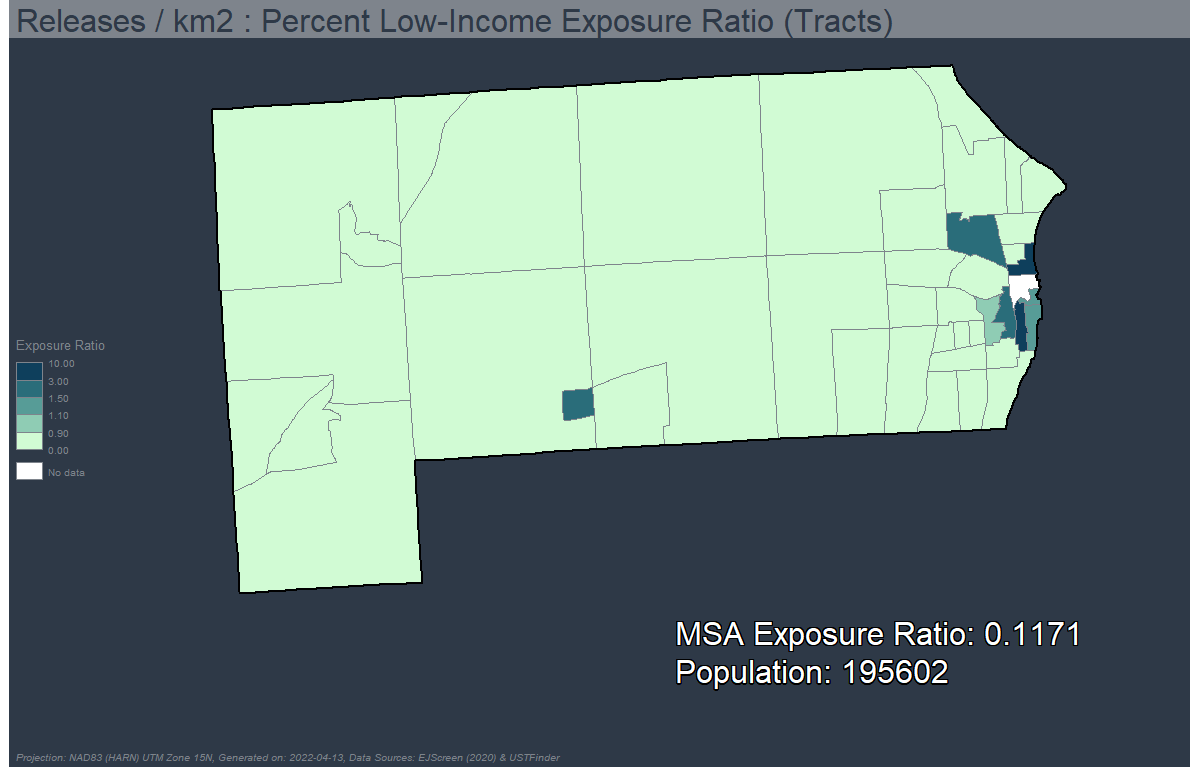 Releases / km2 : Percent Low-Income Exposure Ratio (Tracts)
Exposure Ratio
10.00
3.00
1.50
1.10
0.90
0.00
No data
MSA Exposure Ratio: 0.1171
Population: 195602
Projection: NAD83 (HARN) UTM Zone 15N, Generated on: 2022-04-13, Data Sources: EJScreen (2020) & USTFinder